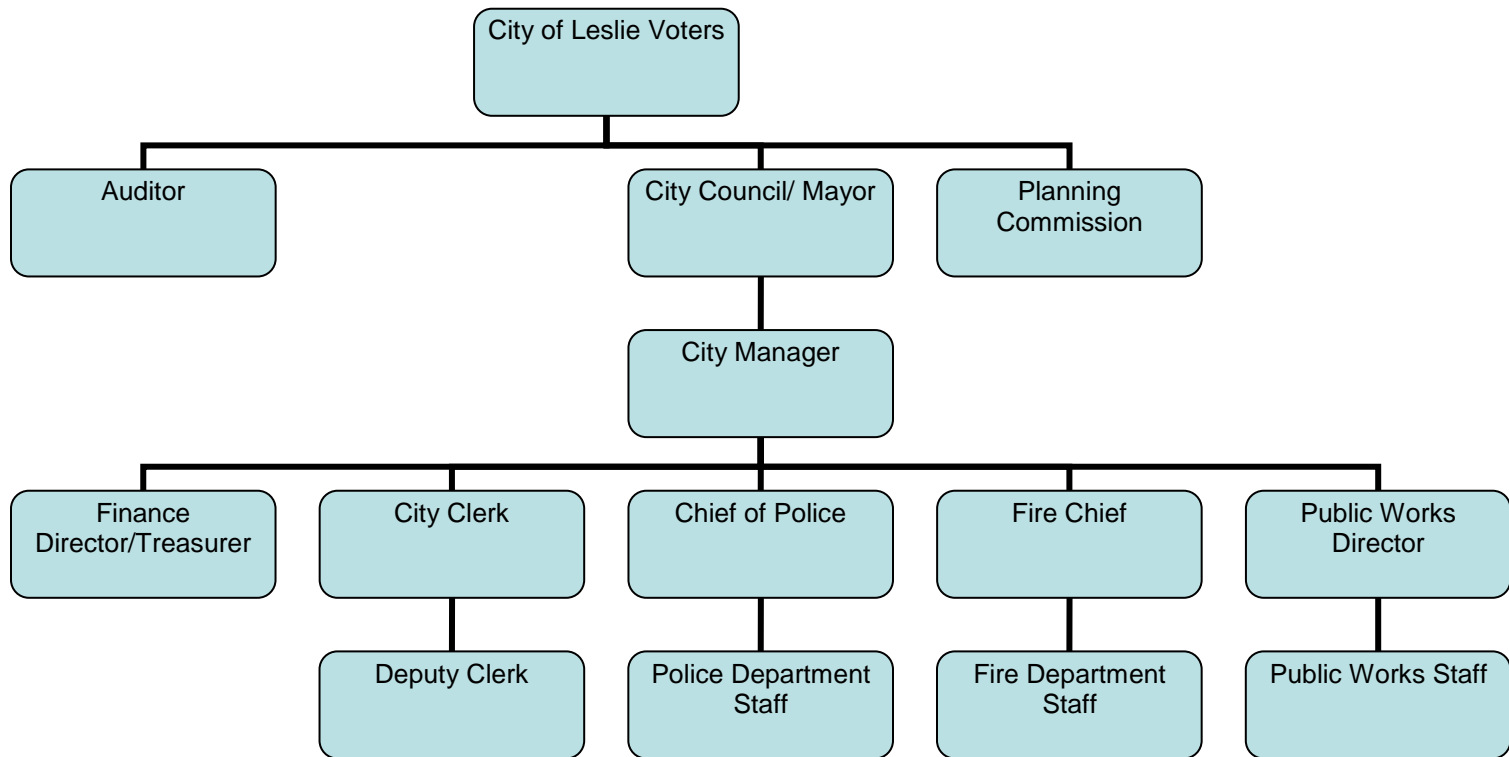 City of Leslie Voters
Auditor
City Council/ Mayor
Planning
Commission
City Manager
Finance
Director/Treasurer
City Clerk
Chief of Police
Fire Chief
Public Works
Director
Deputy Clerk
Police Department
Staff
Fire Department
Staff
Public Works Staff